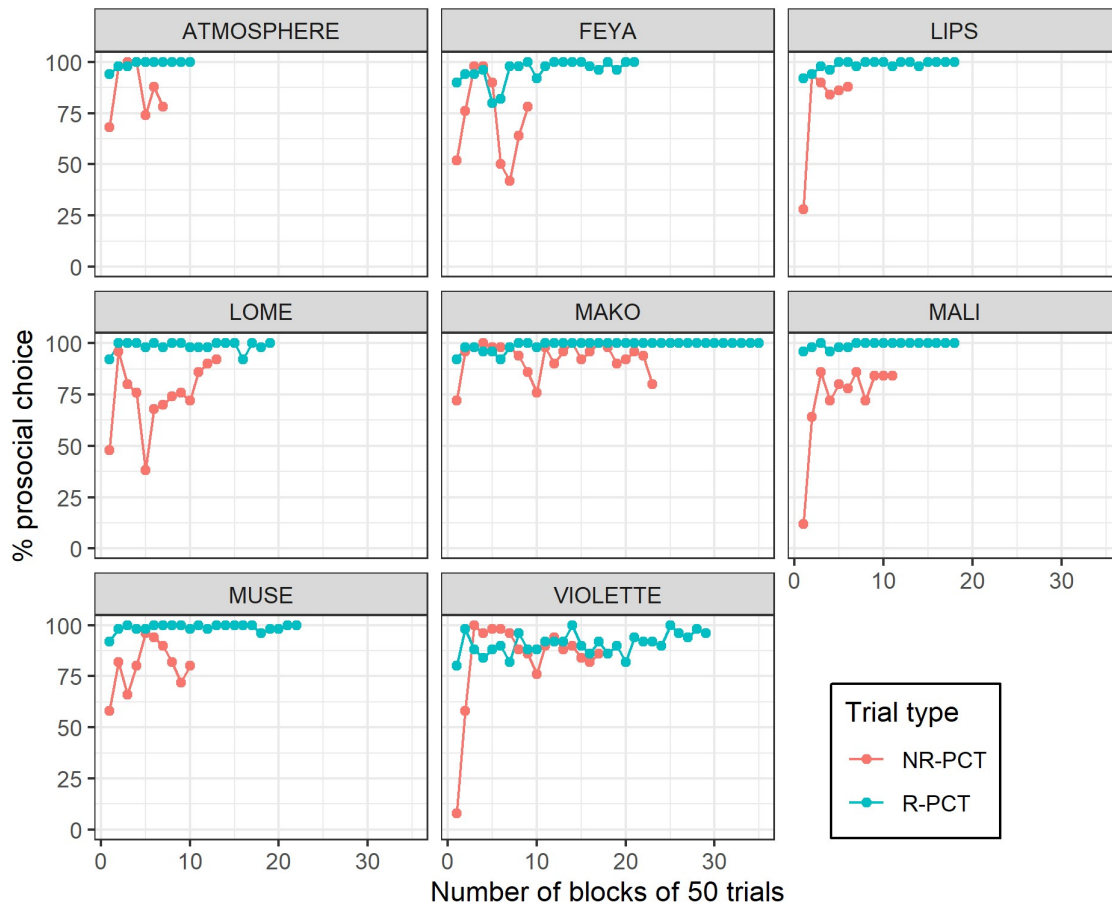 ATMOSPHERE
FEYA
LIPS
100
75
50
25
0
LOME
MAKO
MALI
100
75
50
25
0
0 10 20 30
MUSE
VIOLETTE
100
75
50
25
0
0 10 20 30
0 10 20 30
% prosocial choice
Number of blocks of 50 trials
Trial type
NR-PCT
R-PCT